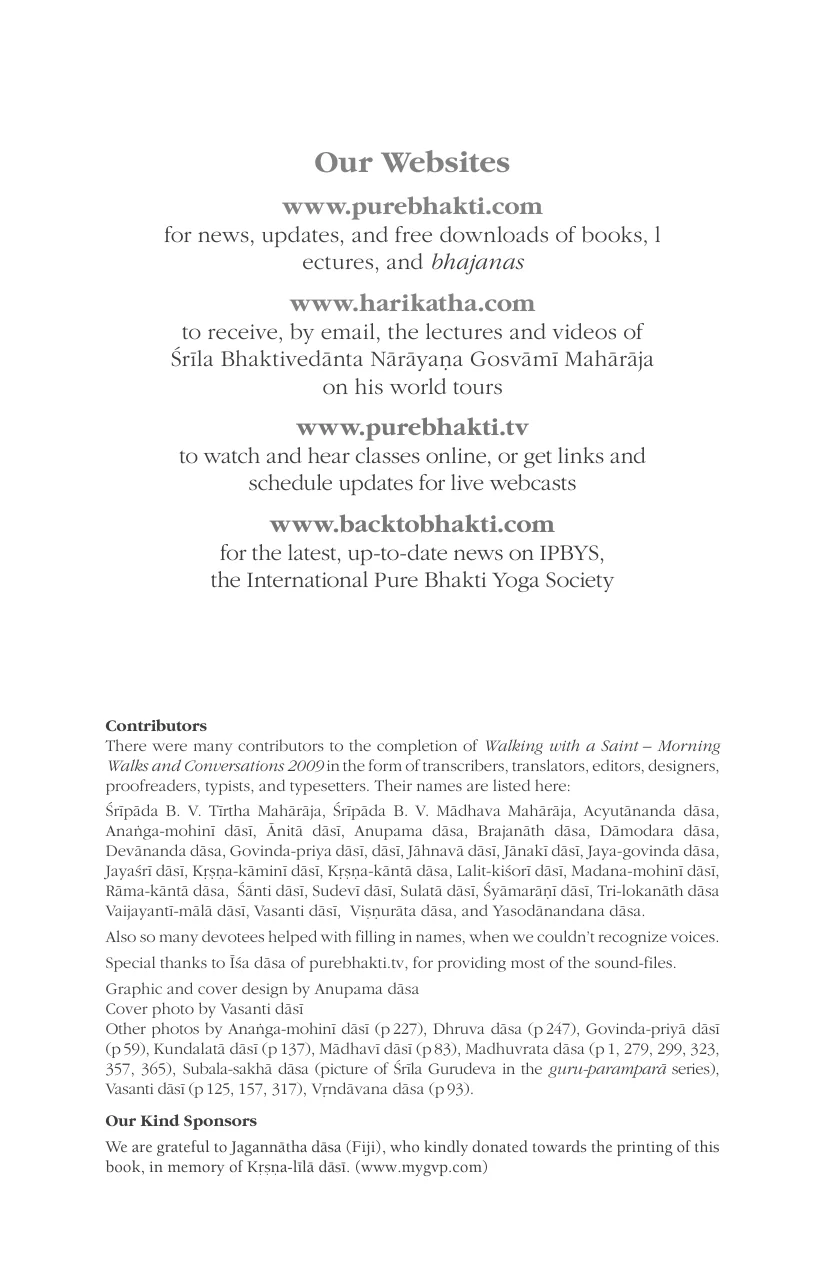 Our Websites
www.purebhakti.com
for news, updates, and free downloads of books, l
ectures, and bhajanas
www.harikatha.com
to receive, by email, the lectures and videos of
Śrīla Bhaktivedānta Nārāyaṇa Gosvāmī Mahārāja
on his world tours
www.purebhakti.tv
to watch and hear classes online, or get links and
schedule updates for live webcasts
www.backtobhakti.com
for the latest, up-to-date news on IPBYS,
the International Pure Bhakti Yoga Society
Contributors
There were many contributors to the completion of Walking with a Saint – Morning
Walks and Conversations 2009 in the form of transcribers, translators, editors, designers,
proofreaders, typists, and typesetters. Their names are listed here:
Śrīpāda B. V. Tīrtha Mahārāja, Śrīpāda B. V. Mādhava Mahārāja, Acyutānanda dāsa,
Anaṅga-mohinī dāsī, Ānitā dāsī, Anupama dāsa, Brajanāth dāsa, Dāmodara dāsa,
Devānanda dāsa, Govinda-priya dāsī, dāsī, Jāhnavā dāsī, Jānakī dāsī, Jaya-govinda dāsa,
Jayaśrī dāsī, Kṛṣṇa-kāminī dāsī, Kṛṣṇa-kāntā dāsa, Lalit-kiśorī dāsī, Madana-mohinī dāsī,
Rāma-kāntā dāsa, Śānti dāsī, Sudevī dāsī, Sulatā dāsī, Śyāmarāṇī dāsī, Tri-lokanāth dāsa
Vaijayantī-mālā dāsī, Vasanti dāsī, Viṣṇurāta dāsa, and Yasodānandana dāsa.
Also so many devotees helped with filling in names, when we couldn't recognize voices.
Special thanks to Īśa dāsa of purebhakti.tv, for providing most of the sound-files.
Graphic and cover design by Anupama dāsa
Cover photo by Vasanti dāsī
Other photos by Anaṅga-mohinī dāsī (p 227), Dhruva dāsa (p 247), Govinda-priyā dāsī
(p 59), Kundalatā dāsī (p 137), Mādhavī dāsī (p 83), Madhuvrata dāsa (p 1, 279, 299, 323,
357, 365), Subala-sakhā dāsa (picture of Śrīla Gurudeva in the guru-paramparā series),
Vasanti dāsī (p 125, 157, 317), Vṛndāvana dāsa (p 93).
Our Kind Sponsors
We are grateful to Jagannātha dāsa (Fiji), who kindly donated towards the printing of this
book, in memory of Kṛṣṇa-līlā dāsī. (www.mygvp.com)